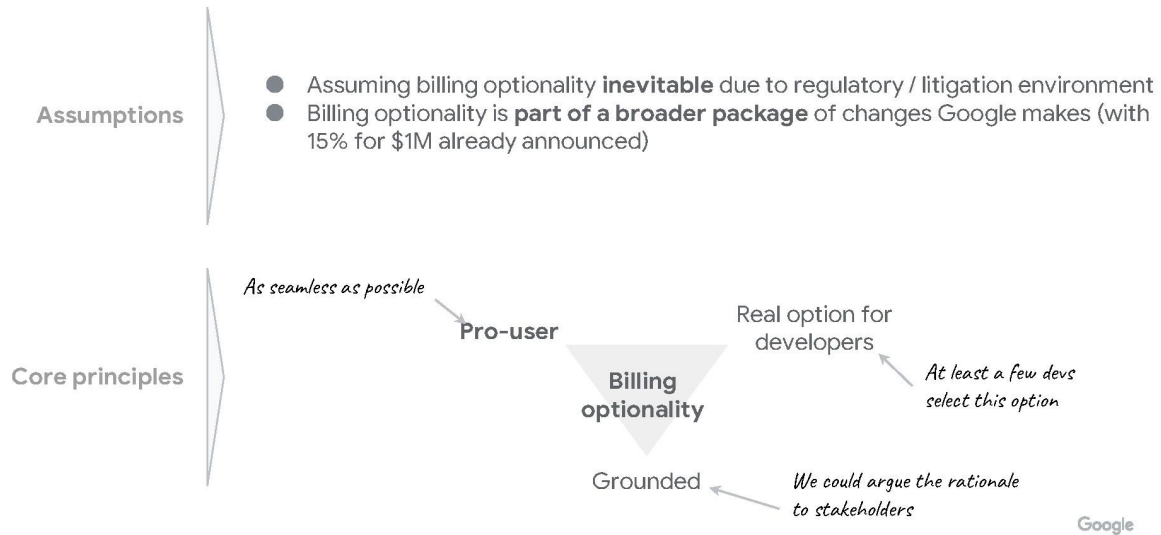 Assumptions
● Assuming billing optionality inevitable due to regulatory / litigation environment
● Billing optionality is part of a broader package of changes Google makes (with
15% for $1M already announced)
Core principles
As seamless as possible
Pro-user
Real option for
developers
At least a few devs
select this option
Billing
optionality
Grounded
We could argue the rationale
to stakeholders
Google